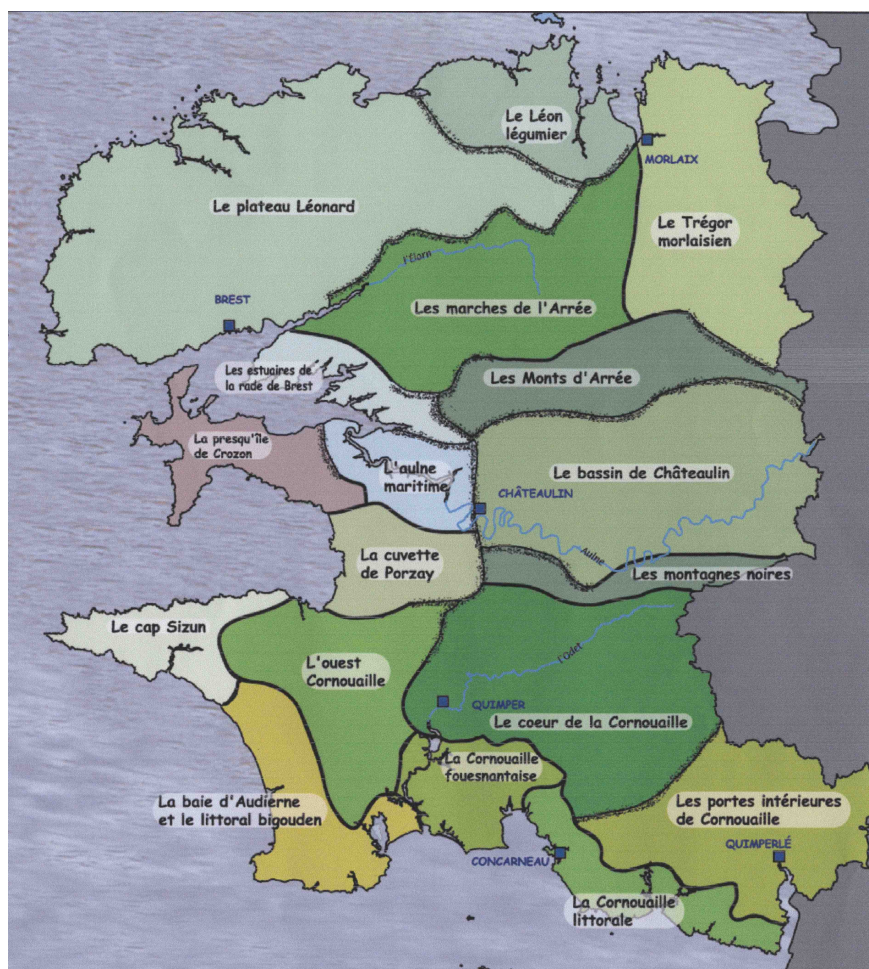 Le Léon
légumier
MORLAIX
Le plateau Léonard
Le Trégor
morlaisien
l'Élorn
BREST
Les marches de l'Arrée
Les estuaires de
la rade de Brest
Les Monts d'Arrée
La presqu'île
de Crozon
L'aulne
maritime
Le bassin de Châteaulin
CHÂTEAULIN
La cuvette
de Porzay
Aulne
Les montagnes noires
Le cap Sizun
L'ouest
Cornouaille
l'Odet
QUIMPER
Le coeur de la Cornouaille
La Cornouaille
fouesnantaise
La baie d'Audierne
et le littoral bigouden
Les portes intérieures
de Cornouaille
CONCARNEAU
QUIMPERLÉ
La Cornouaille
littorale